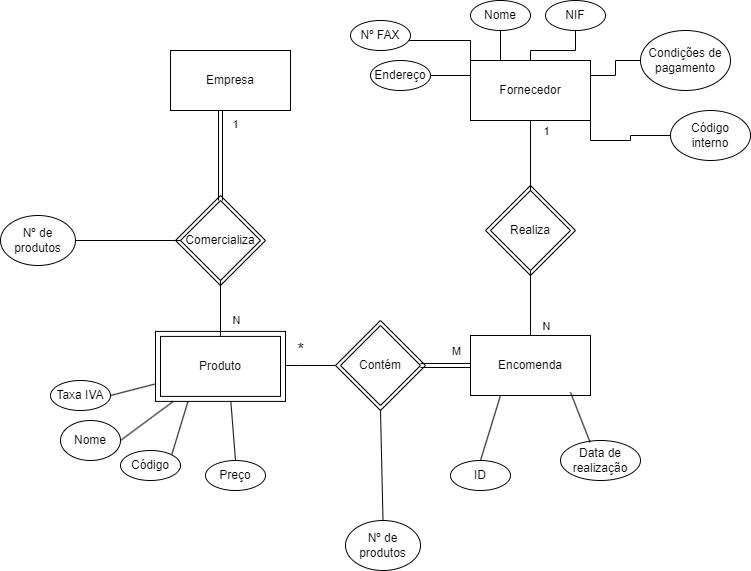 Nome
NIF
Nº FAX
Condições de
pagamento
Endereço
Empresa
Fornecedor
1
1
Código
interno
Nº de
produtos
Comercializa
Realiza
N
N
*
M
Produto
Contém
Encomenda
Taxa IVA
Nome
Código
Preço
ID
Data de
realização
Nº de
produtos